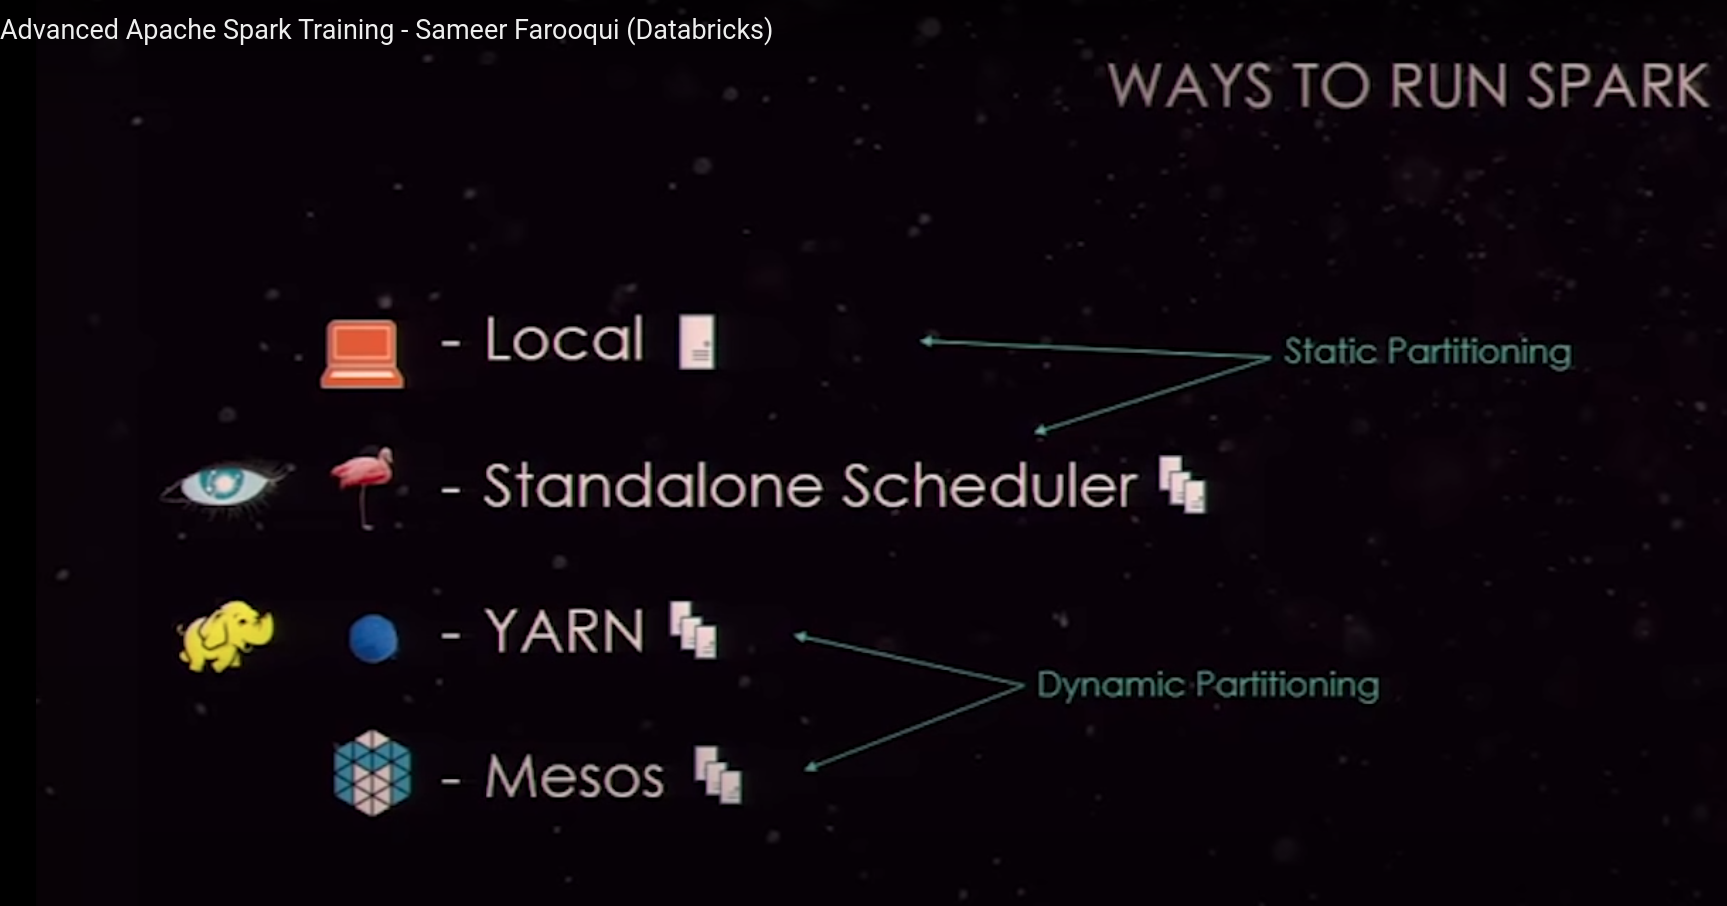 Advanced Apache Spark Training - Sameer Farooqui (Databricks)
WAYS TO RUN SPARK
- Local
Static Partitioning
- Standalone Scheduler
- YARN
Dynamic Partitioning
- Mesos